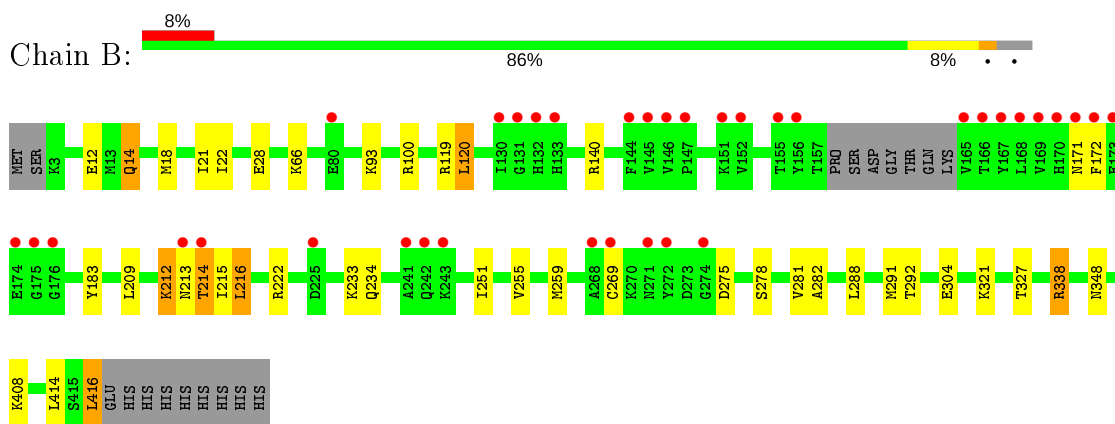 8%
Chain B:
86% 8% • •
MET SER K3 E12 M13 Q14 M18 I21 I22 E28 K66 E80 K93 R100 R119 L120 I130 G131 H132 H133 R140 F144 V145 V146 P147 K151 V152 T155 Y156 T157 PRO SER ASP GLY THR GLN LYS V165 T166 Y167 L168 V169 H170 N171 F172 E173
E174 G175 G176 Y183 L209 K212 N213 T214 I215 L216 R222 D225 K233 Q234 A241 Q242 K243 I251 V255 M259 A268 C269 K270 N271 Y272 D273 G274 D275 S278 V281 A282 L288 M291 T292 E304 K321 T327 R338 N348
K408 L414 S415 L416 GLU HIS HIS HIS HIS HIS HIS HIS